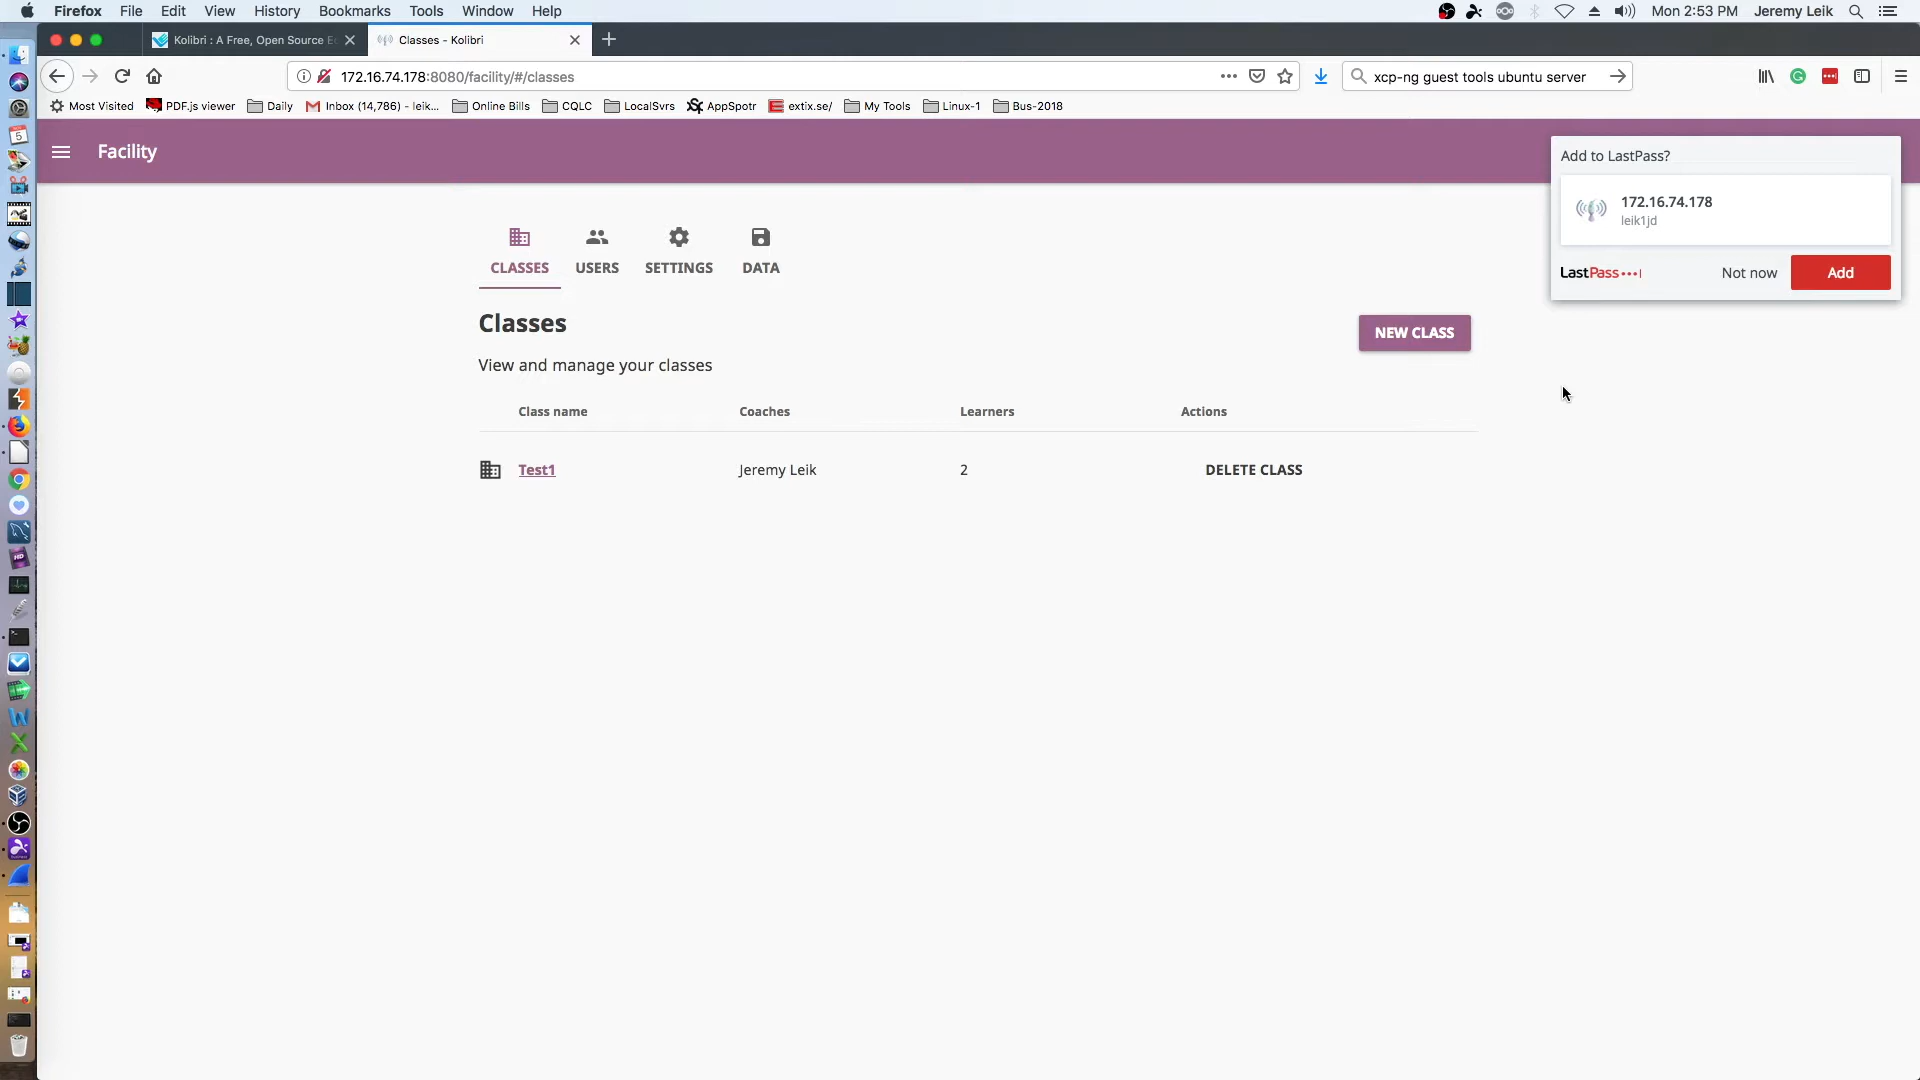 Firefox File Edit View History Bookmarks Tools Window Help Mon 2:53 PM Jeremy Leik
Kolibri : A Free, Open Source E Classes - Kolibri
172.16.74.178:8080/facility/#/classes xcp-ng guest tools ubuntu server
Most Visited PDF.js viewer Daily Inbox (14,786) - leik... Online Bills CQLC LocalSvrs AppSpotr extix.se/ My Tools Linux-1 Bus-2018
Facility
Add to LastPass?
172.16.74.178
leik1jd
LastPass Not now Add
CLASSES USERS SETTINGS DATA
Classes
NEW CLASS
View and manage your classes
Class name Coaches Learners Actions
Test1 Jeremy Leik 2 DELETE CLASS